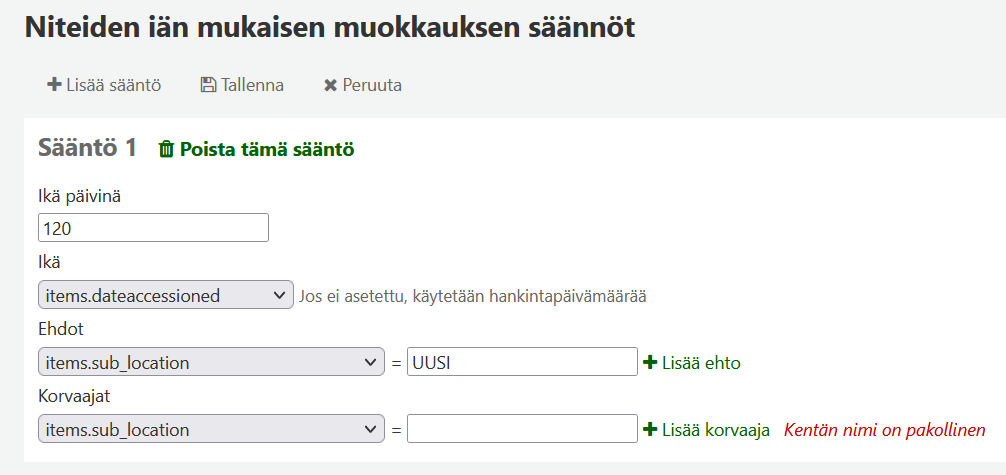 Niteiden iän mukaisen muokkauksen säännöt
Lisää sääntö Tallenna Peruuta
Sääntö 1 Poista tämä sääntö
Ikä päivinä
120
Ikä
items.dateaccessioned Jos ei asetettu, käytetään hankintapäivämäärää
Ehdot
items.sub_location = UUSI Lisää ehto
Korvaajat
items.sub_location = Lisää korvaaja Kentän nimi on pakollinen